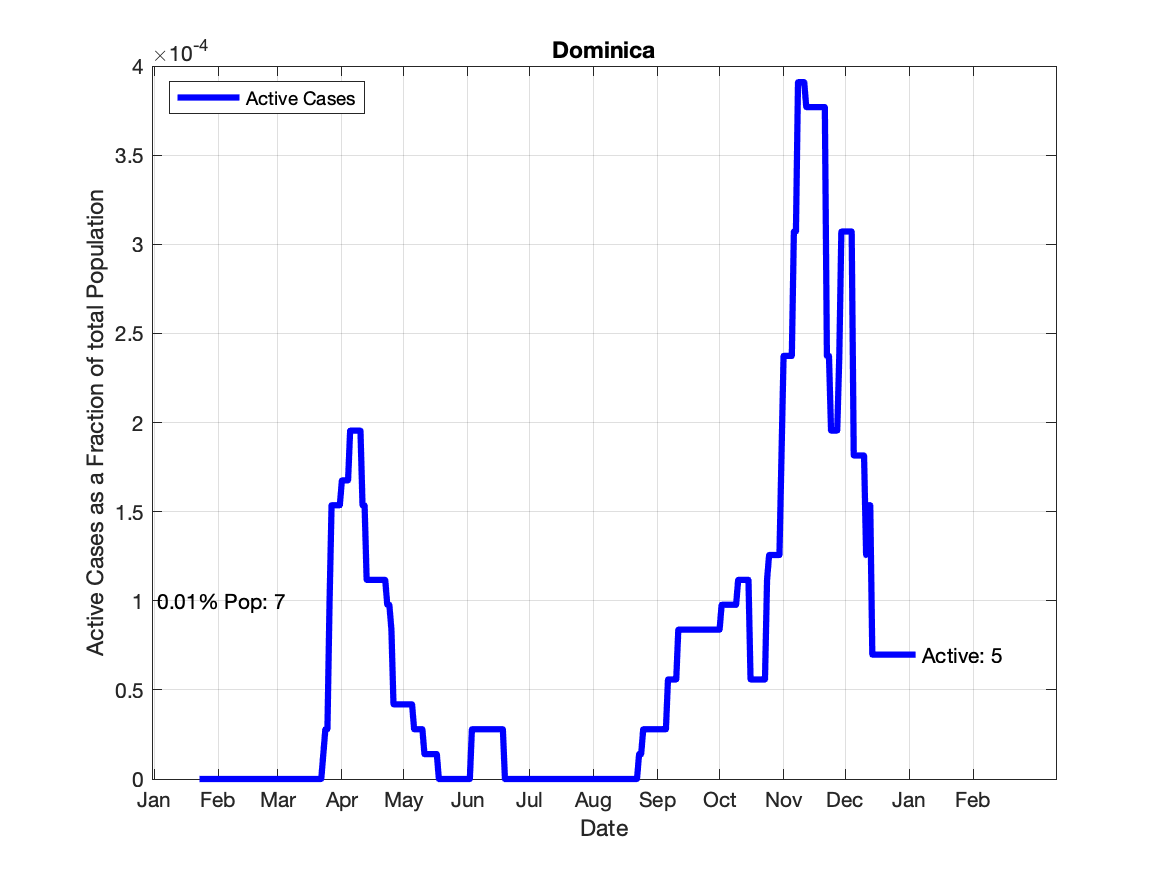 Dominica
×10-4
4
3.5
3
2.5
2
1.5
1
0.5
0
Active Cases as a Fraction of total Population
Active Cases
0.01% Pop: 7
Active: 5
Jan Feb Mar Apr May Jun Jul Aug Sep Oct Nov Dec Jan Feb
Date